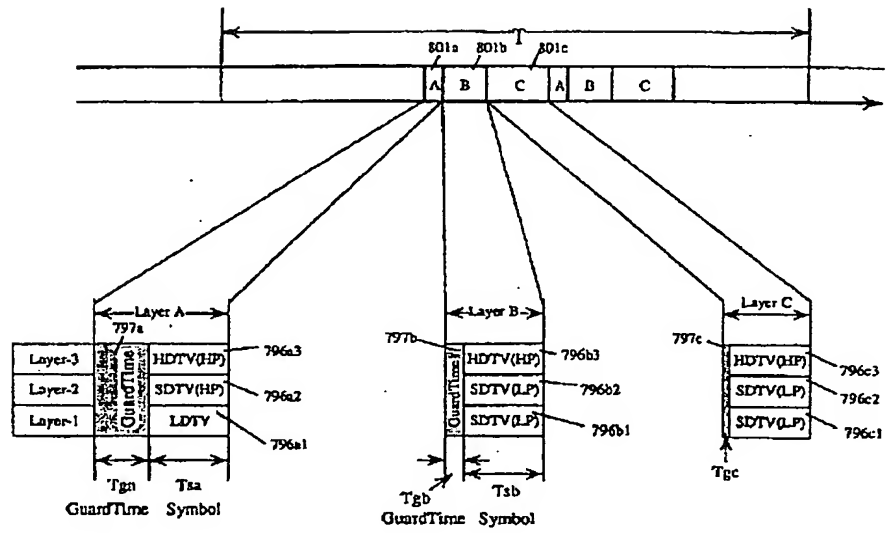 T
801a 801b 801c
A B C A B C
Layer A Layer B Layer C
797a 797b 797c
Layer-3 GuardTime HDTV(HP) 796a3 GuardTime HDTV(HP) 796b3 HDTV(HP) 796c3
Layer-2 SDTV(HP) 796a2 SDTV(LP) 796b2 SDTV(LP) 796c2
Layer-1 LDTV 796a1 SDTV(LP) 796b1 SDTV(LP) 796c1
Tga Tsa Tgb Tsb Tgc
GuardTime Symbol GuardTime Symbol